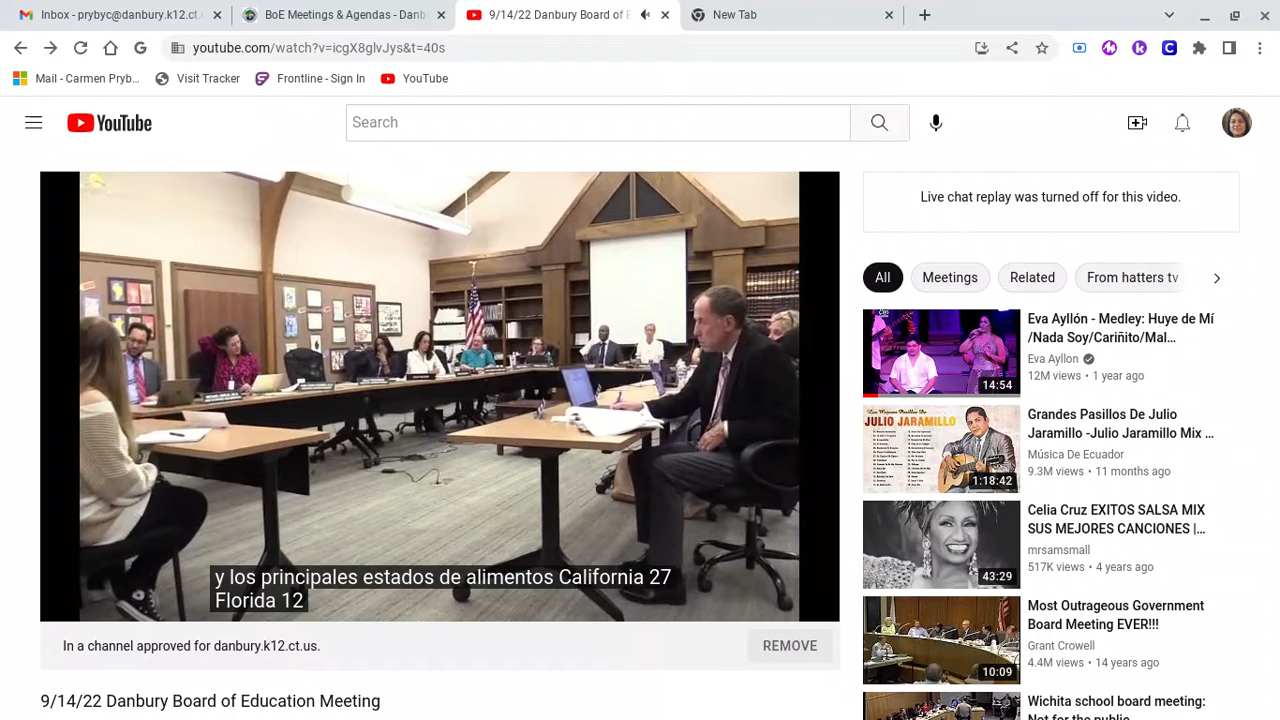 Inbox - prybyc@danbury.k12.ct.
BoE Meetings & Agendas - Danb
9/14/22 Danbury Board of E
New Tab
youtube.com/watch?v=icgX8glvJys&t=40s
Mail - Carmen Pryb...
Visit Tracker
Frontline - Sign In
YouTube
YouTube
Search
y los principales estados de alimentos California 27
Florida 12
In a channel approved for danbury.k12.ct.us.
REMOVE
9/14/22 Danbury Board of Education Meeting
Live chat replay was turned off for this video.
All
Meetings
Related
From hatters tv
14:54
Eva Ayllón - Medley: Huye de Mí
/Nada Soy/Cariñito/Mal...
Eva Ayllon
12M views • 1 year ago
JULIO JARAMILLO
1:18:42
Grandes Pasillos De Julio
Jaramillo -Julio Jaramillo Mix ...
Música De Ecuador
9.3M views • 11 months ago
43:29
Celia Cruz EXITOS SALSA MIX
SUS MEJORES CANCIONES |...
mrsamsmall
517K views • 4 years ago
10:09
Most Outrageous Government
Board Meeting EVER!!!
Grant Crowell
4.4M views • 14 years ago
Wichita school board meeting:
Not for the public